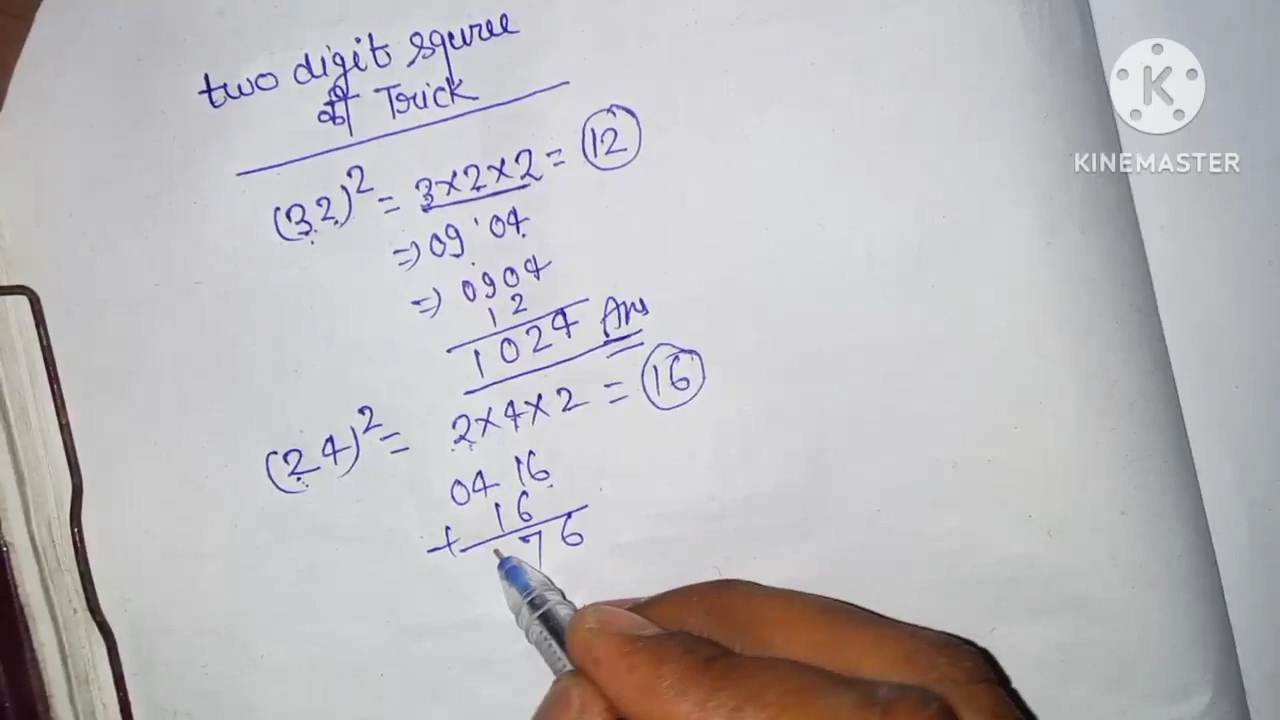 two digit squree
की Trick
(32)² = 3×2×2 = 12
⇒ 09 ' 04
⇒ 0904
12
1024 Ans
(24)² = 2×4×2 = 16
04 16
+ 16
76
K
KINEMASTER